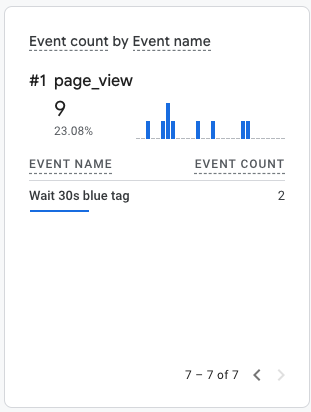 Event count by Event name
#1 page_view
9
23.08%
EVENT NAME EVENT COUNT
Wait 30s blue tag 2
7 – 7 of 7